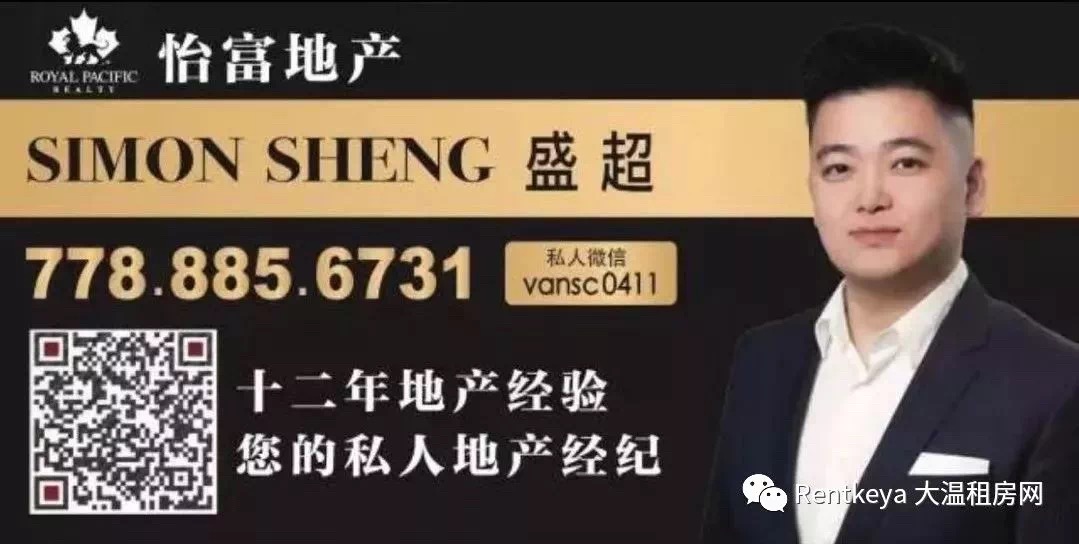 ROYAL PACIFIC
REALTY
怡富地产
SIMON SHENG 盛超
778.885.6731
私人微信
vansc0411
十二年地产经验
您的私人地产经纪
Rentkeya 大温租房网